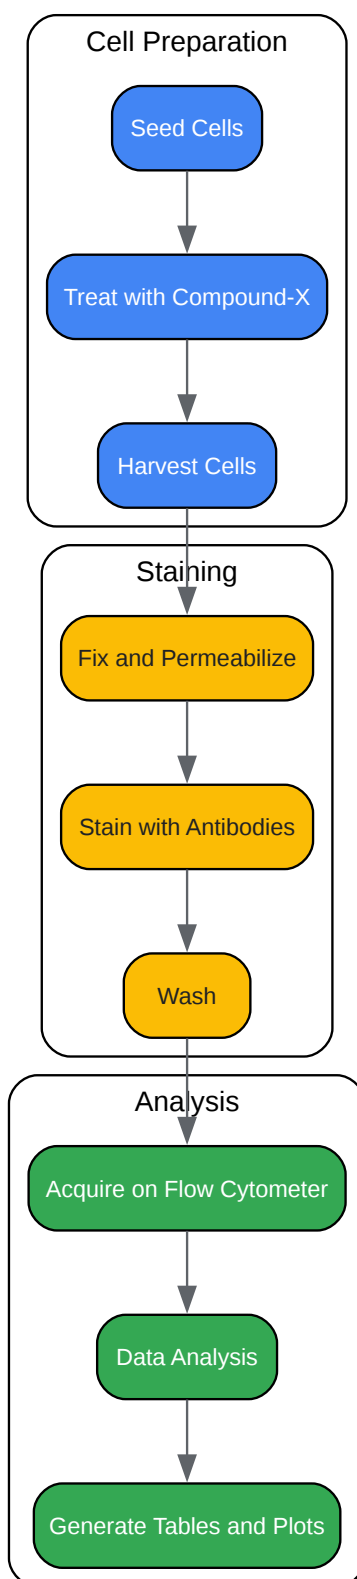 Cell Preparation
Seed Cells
Treat with Compound-X
Harvest Cells
Staining
Fix and Permeabilize
Stain with Antibodies
Wash
Analysis
Acquire on Flow Cytometer
Data Analysis
Generate Tables and Plots